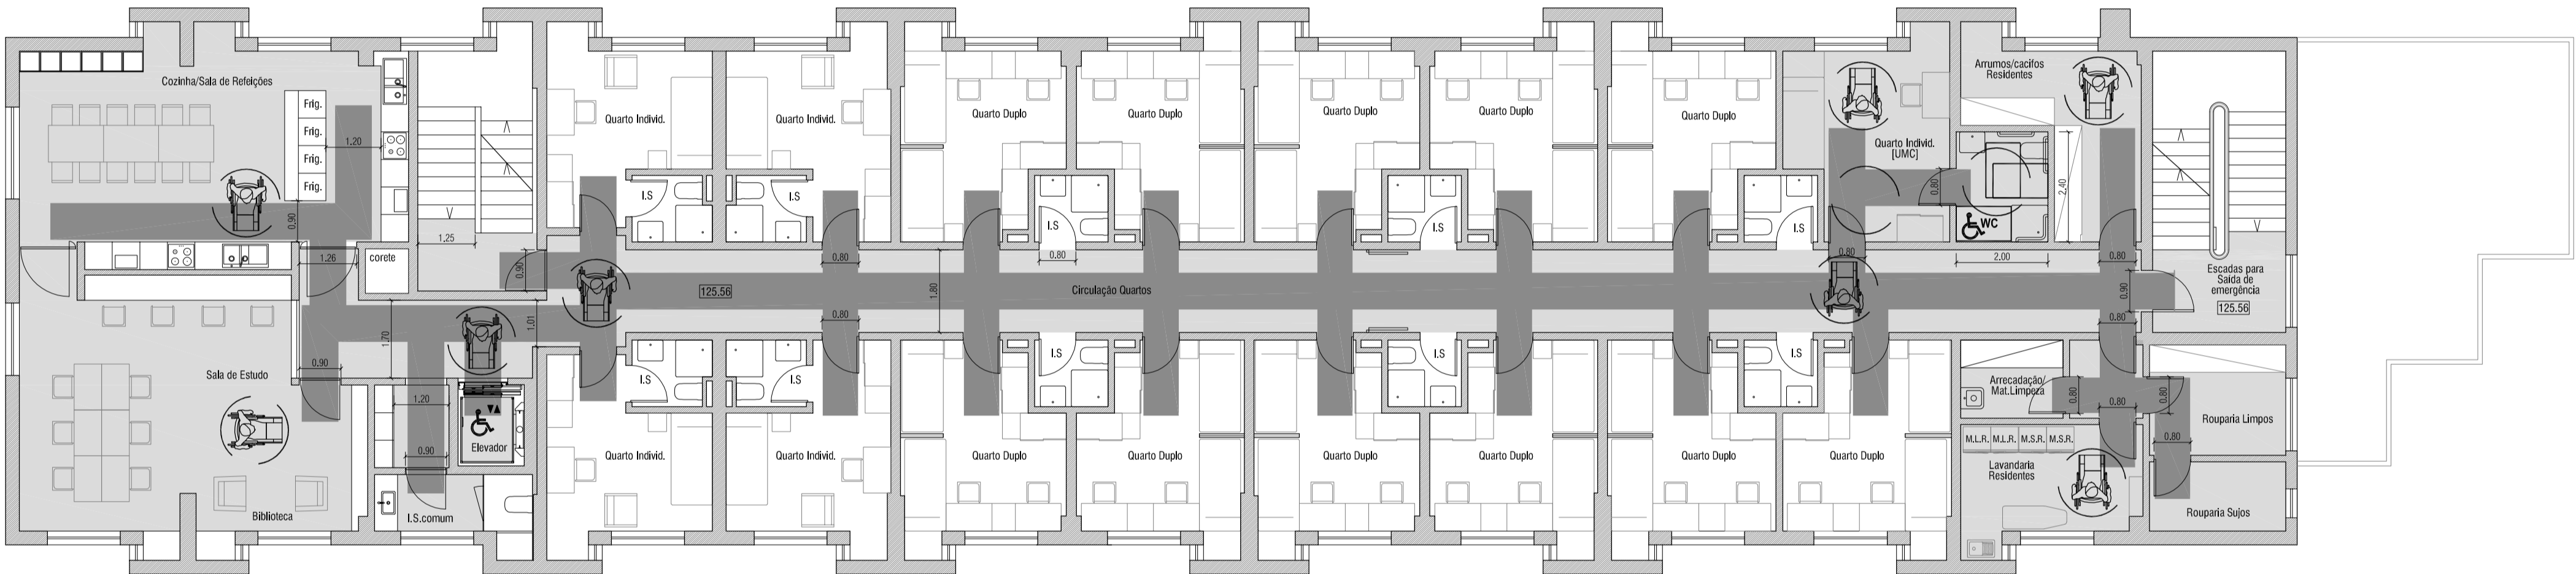 Cozinha/Sala de Refeições
Frig.
Frig.
Frig.
Frig.
1.20
0.90
1.26
corete
1.25
0.90
Quarto Individ.
I.S
Quarto Individ.
I.S
Quarto Duplo
I.S
0.80
Quarto Duplo
Quarto Duplo
I.S
Quarto Duplo
Quarto Duplo
I.S
Quarto Individ.
[UMC]
0.80
WC
2.40
2.00
Arrumos/cacifos
Residentes
0.80
0.80
0.80
125.56
1.80
Circulação Quartos
0.90
Escadas para
Saída de
emergência
125.56
0.80
1.01
1.70
0.80
Sala de Estudo
0.90
Biblioteca
1.20
0.90
Elevador
I.S.comum
Quarto Individ.
I.S
Quarto Individ.
I.S
Quarto Duplo
I.S
Quarto Duplo
Quarto Duplo
I.S
Quarto Duplo
Quarto Duplo
I.S
Quarto Duplo
Arrecadação/
Mat.Limpeza
0.80
0.80
0.80
0.80
Rouparia Limpos
M.L.R.
M.L.R.
M.S.R.
M.S.R.
Lavandaria
Residentes
Rouparia Sujos